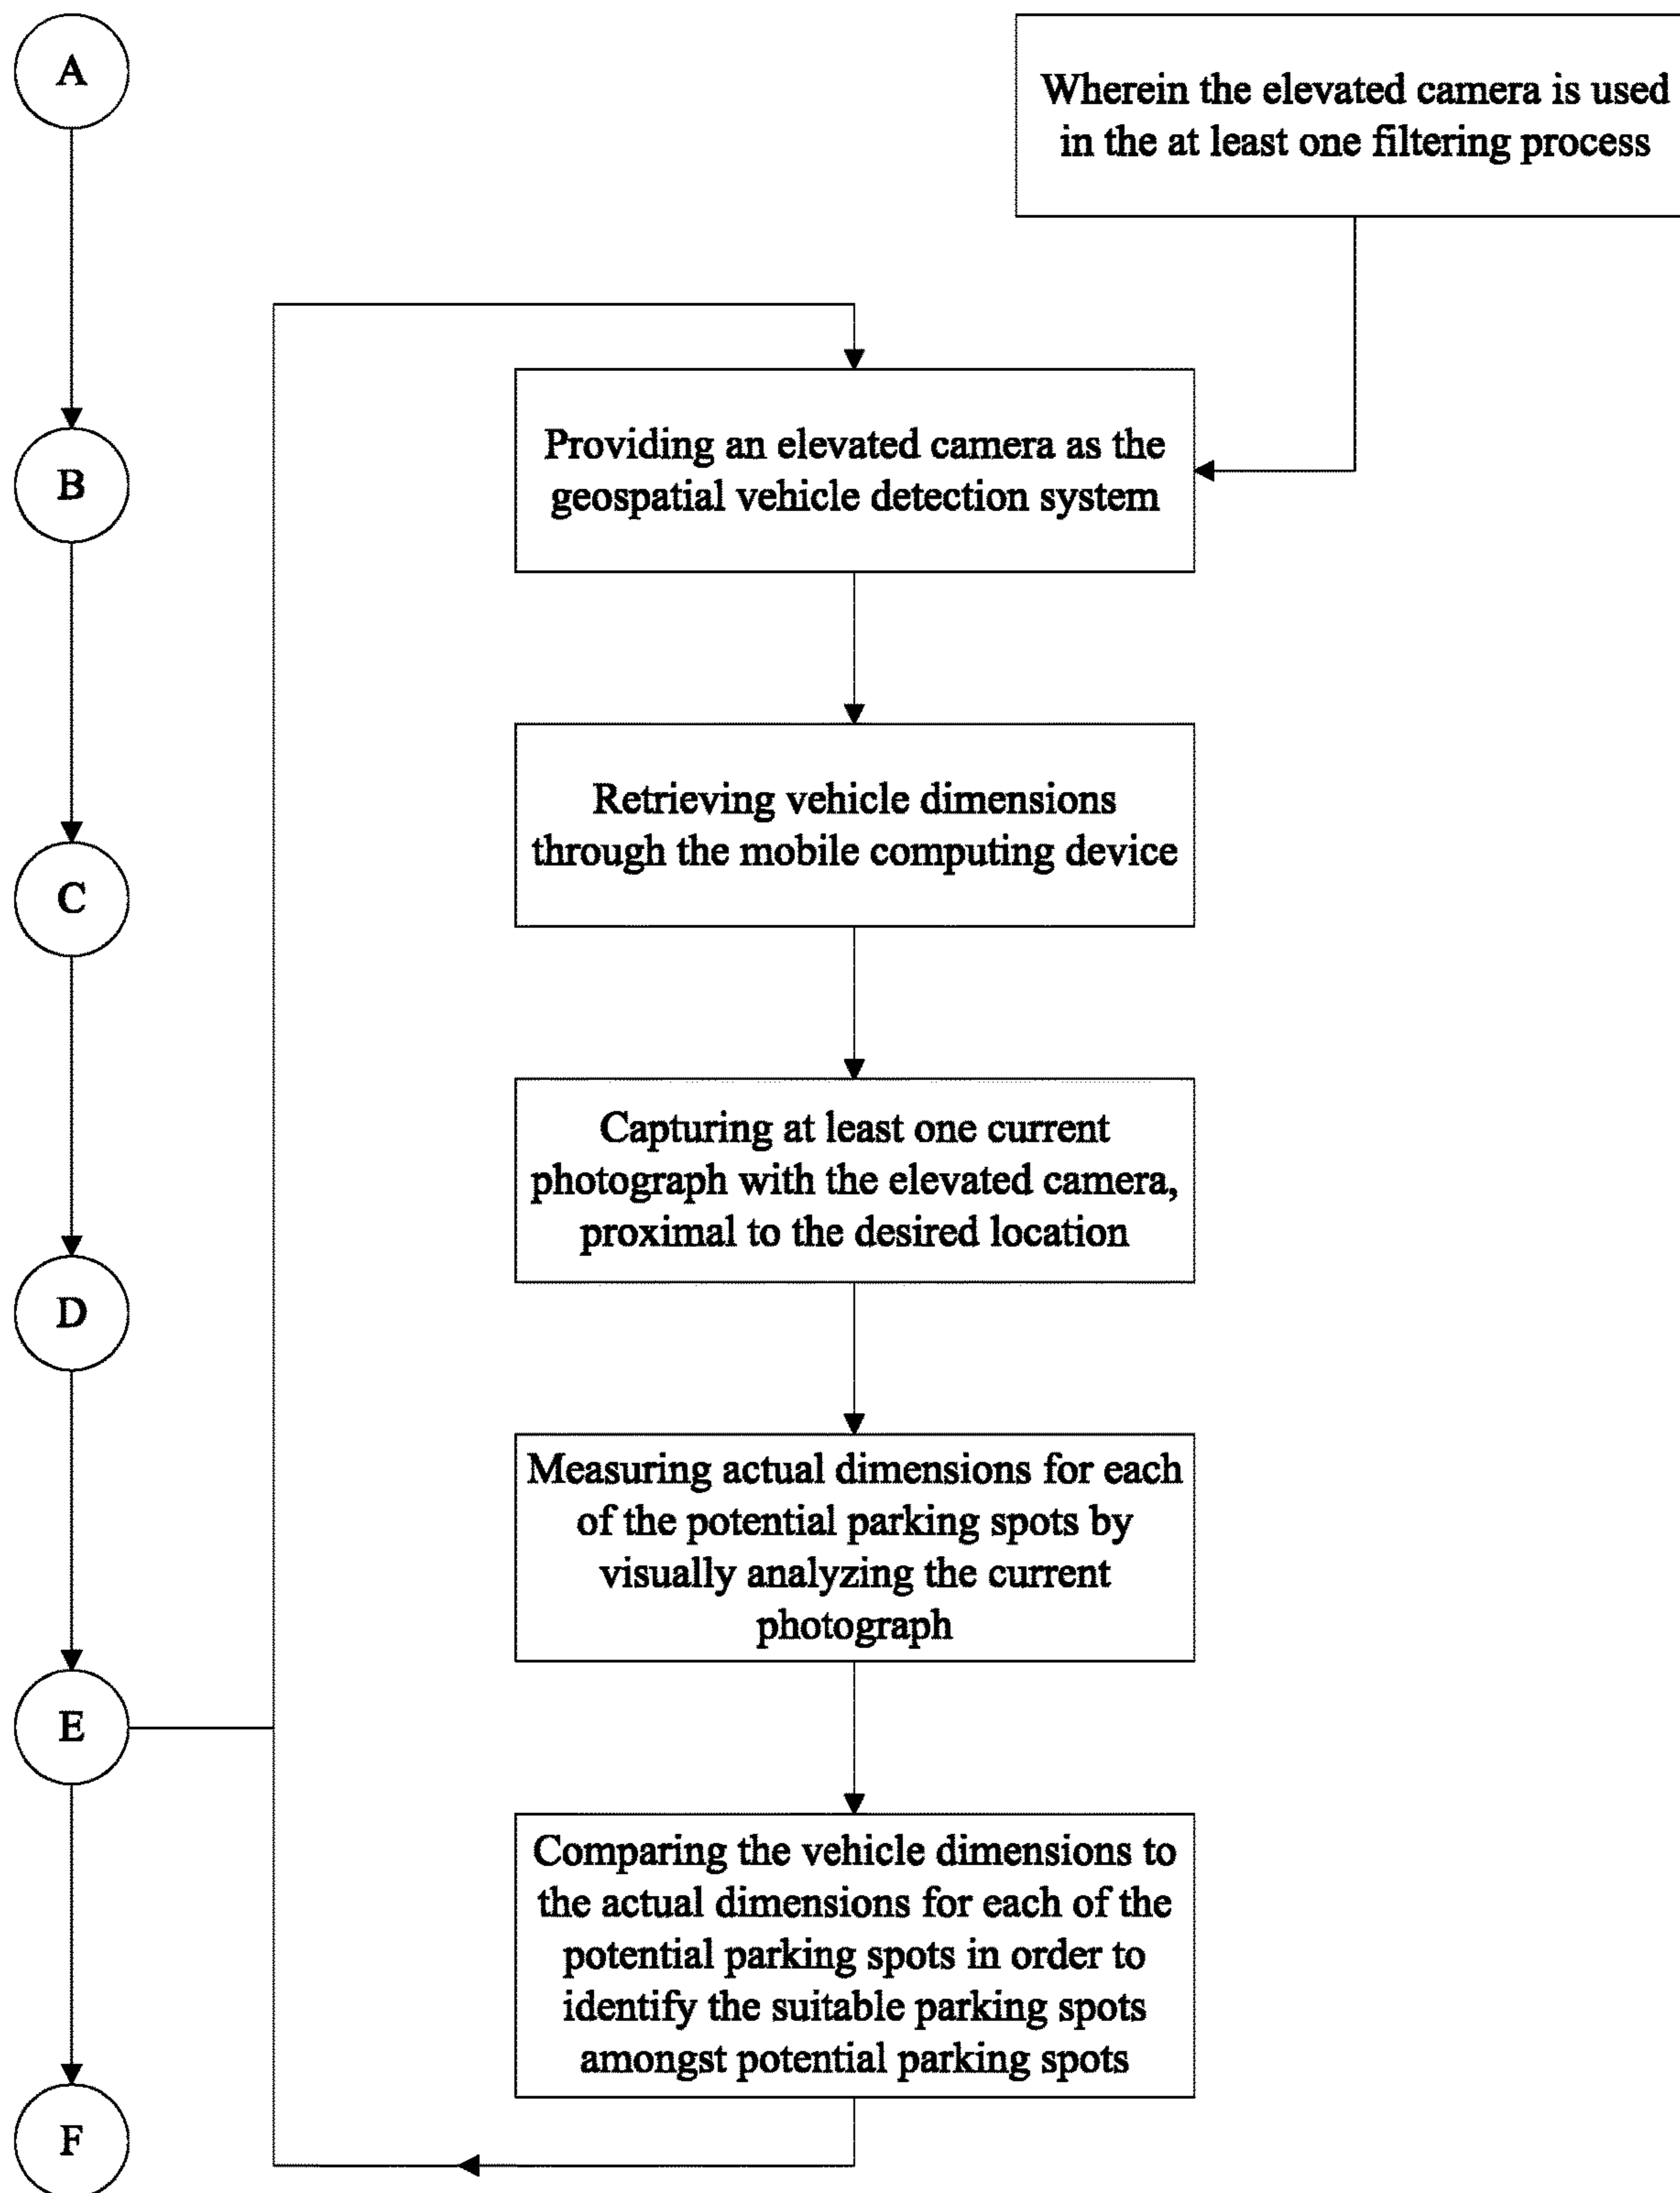 A
Wherein the elevated camera is used
in the at least one filtering process
B
Providing an elevated camera as the
geospatial vehicle detection system
Retrieving vehicle dimensions
through the mobile computing device
C
Capturing at least one current
photograph with the elevated camera,
proximal to the desired location
D
Measuring actual dimensions for each
of the potential parking spots by
visually analyzing the current
photograph
E
Comparing the vehicle dimensions to
the actual dimensions for each of the
potential parking spots in order to
identify the suitable parking spots
amongst potential parking spots
F